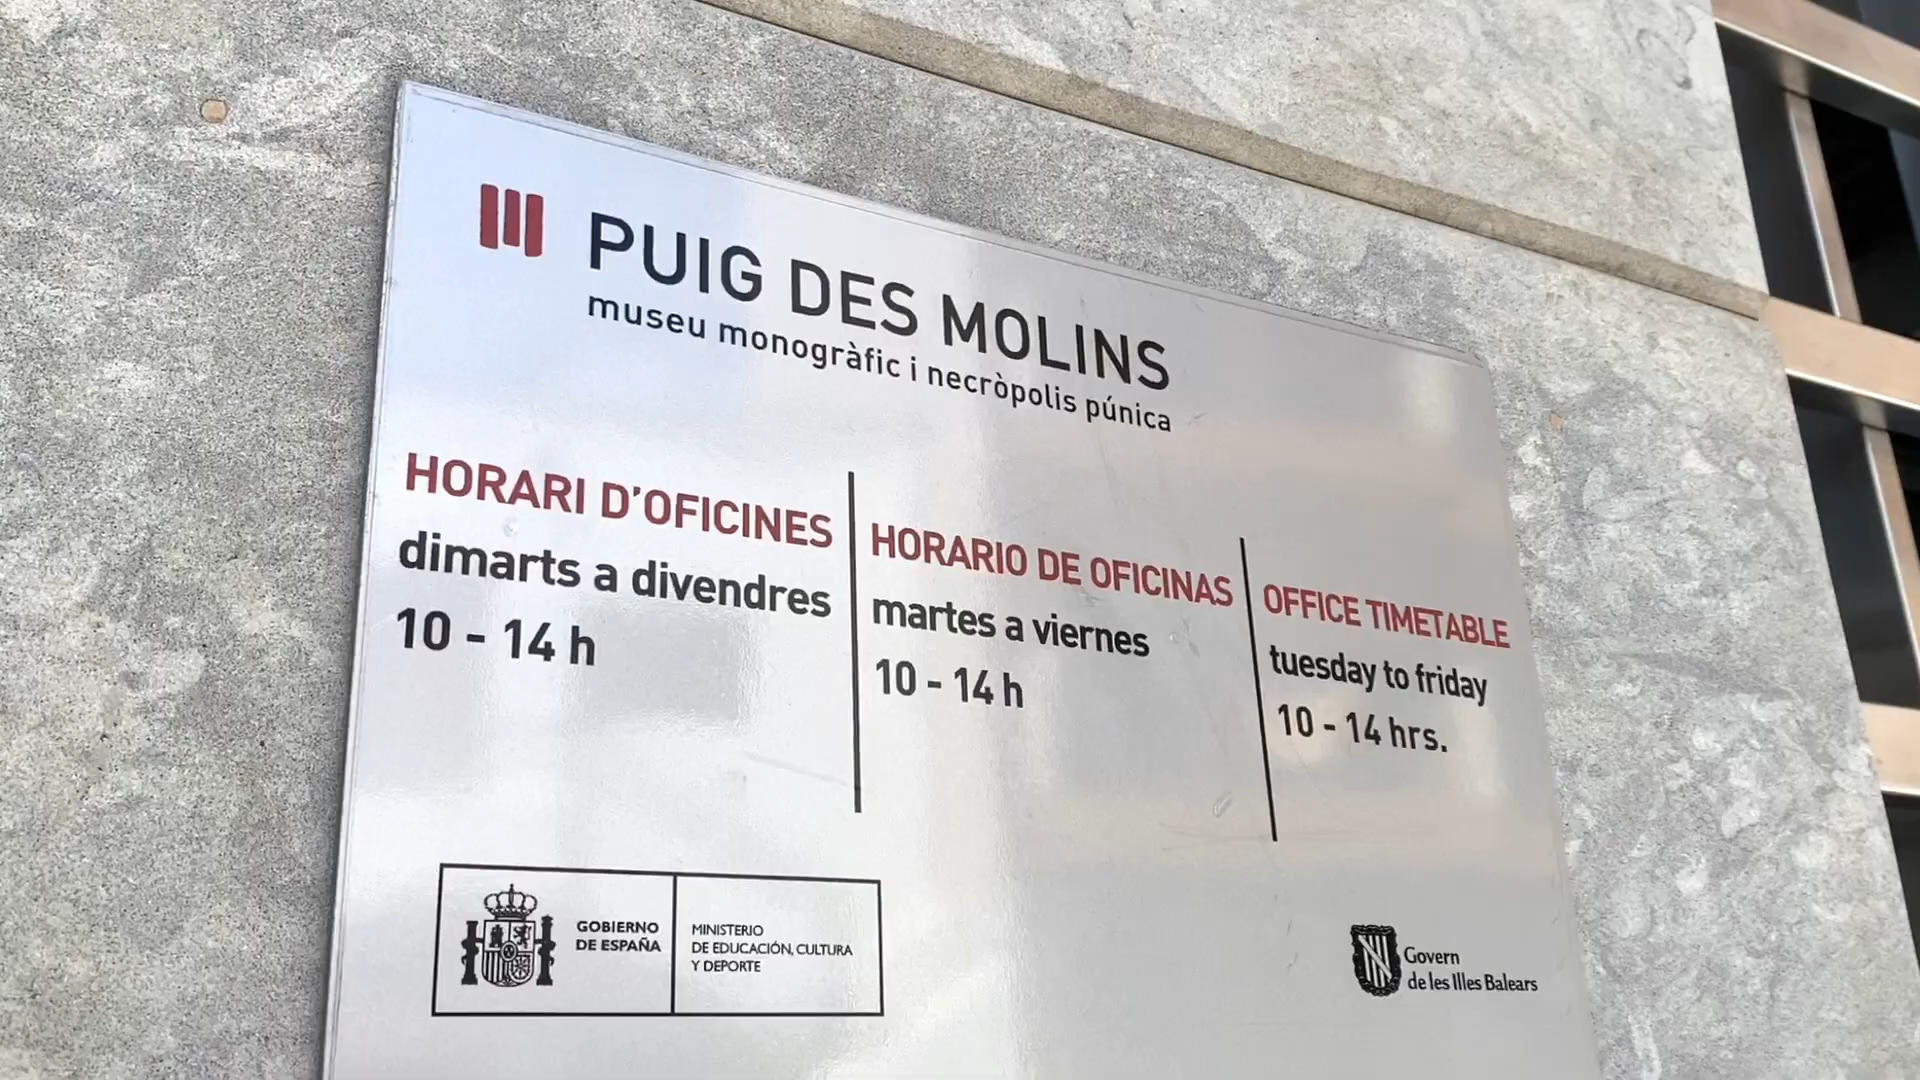 PUIG DES MOLINS
museu monogràfic i necròpolis púnica
HORARI D'OFICINES
dimarts a divendres
10 - 14 h
HORARIO DE OFICINAS
martes a viernes
10 - 14 h
OFFICE TIMETABLE
tuesday to friday
10 - 14 hrs.
GOBIERNO
DE ESPAÑA
MINISTERIO
DE EDUCACIÓN, CULTURA
Y DEPORTE
Govern
de les Illes Balears